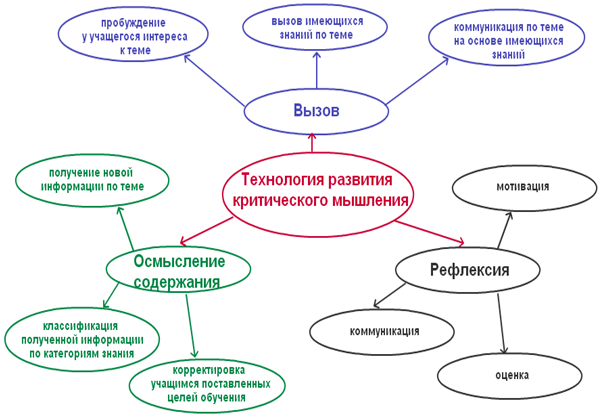 пробуждение
у учащегося интереса
к теме
вызов имеющихся
знаний по теме
коммуникация по теме
на основе имеющихся
знаний
Вызов
Технология развития
критического мышления
получение новой
информации по теме
мотивация
Осмысление
содержания
Рефлексия
классификация
полученной информации
по категориям знания
коммуникация
корректировка
учащимся поставленных
целей обучения
оценка